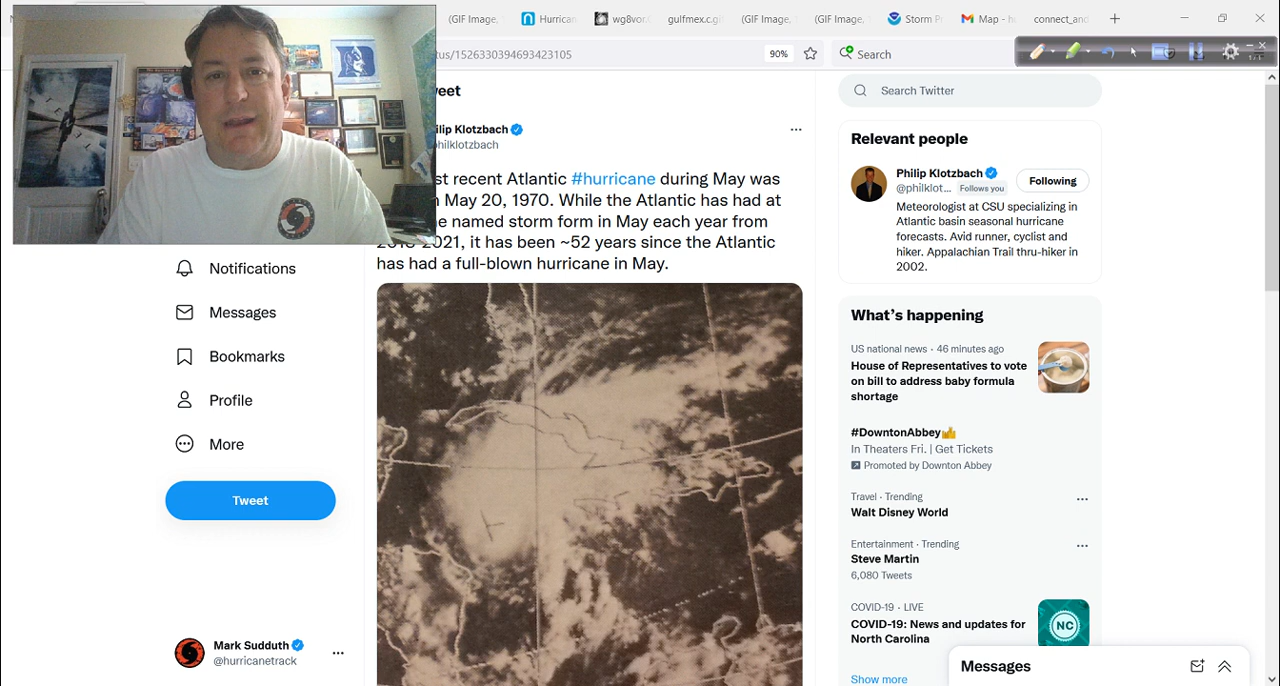 (GIF Image,
Hurrican
wg8vor.
gulfmex.c.gi
(GIF Image,
(GIF Image,
Storm Pr
Map - hu
connect_and
tus/1526330394693423105
90%
Search
1/1
weet
Search Twitter
ilip Klotzbach
philklotzbach
st recent Atlantic #hurricane during May was
n May 20, 1970. While the Atlantic has had at
ne named storm form in May each year from
2021, it has been ~52 years since the Atlantic
has had a full-blown hurricane in May.
Notifications
Messages
Bookmarks
Profile
More
Tweet
Mark Sudduth
@hurricanetrack
Relevant people
Philip Klotzbach
@philklot... Follows you
Following
Meteorologist at CSU specializing in
Atlantic basin seasonal hurricane
forecasts. Avid runner, cyclist and
hiker. Appalachian Trail thru-hiker in
2002.
What's happening
US national news · 46 minutes ago
House of Representatives to vote
on bill to address baby formula
shortage
#DowntonAbbey
In Theaters Fri. | Get Tickets
Promoted by Downton Abbey
Travel · Trending
Walt Disney World
Entertainment · Trending
Steve Martin
6,080 Tweets
COVID-19 · LIVE
COVID-19: News and updates for
North Carolina
NC
Show more
Messages